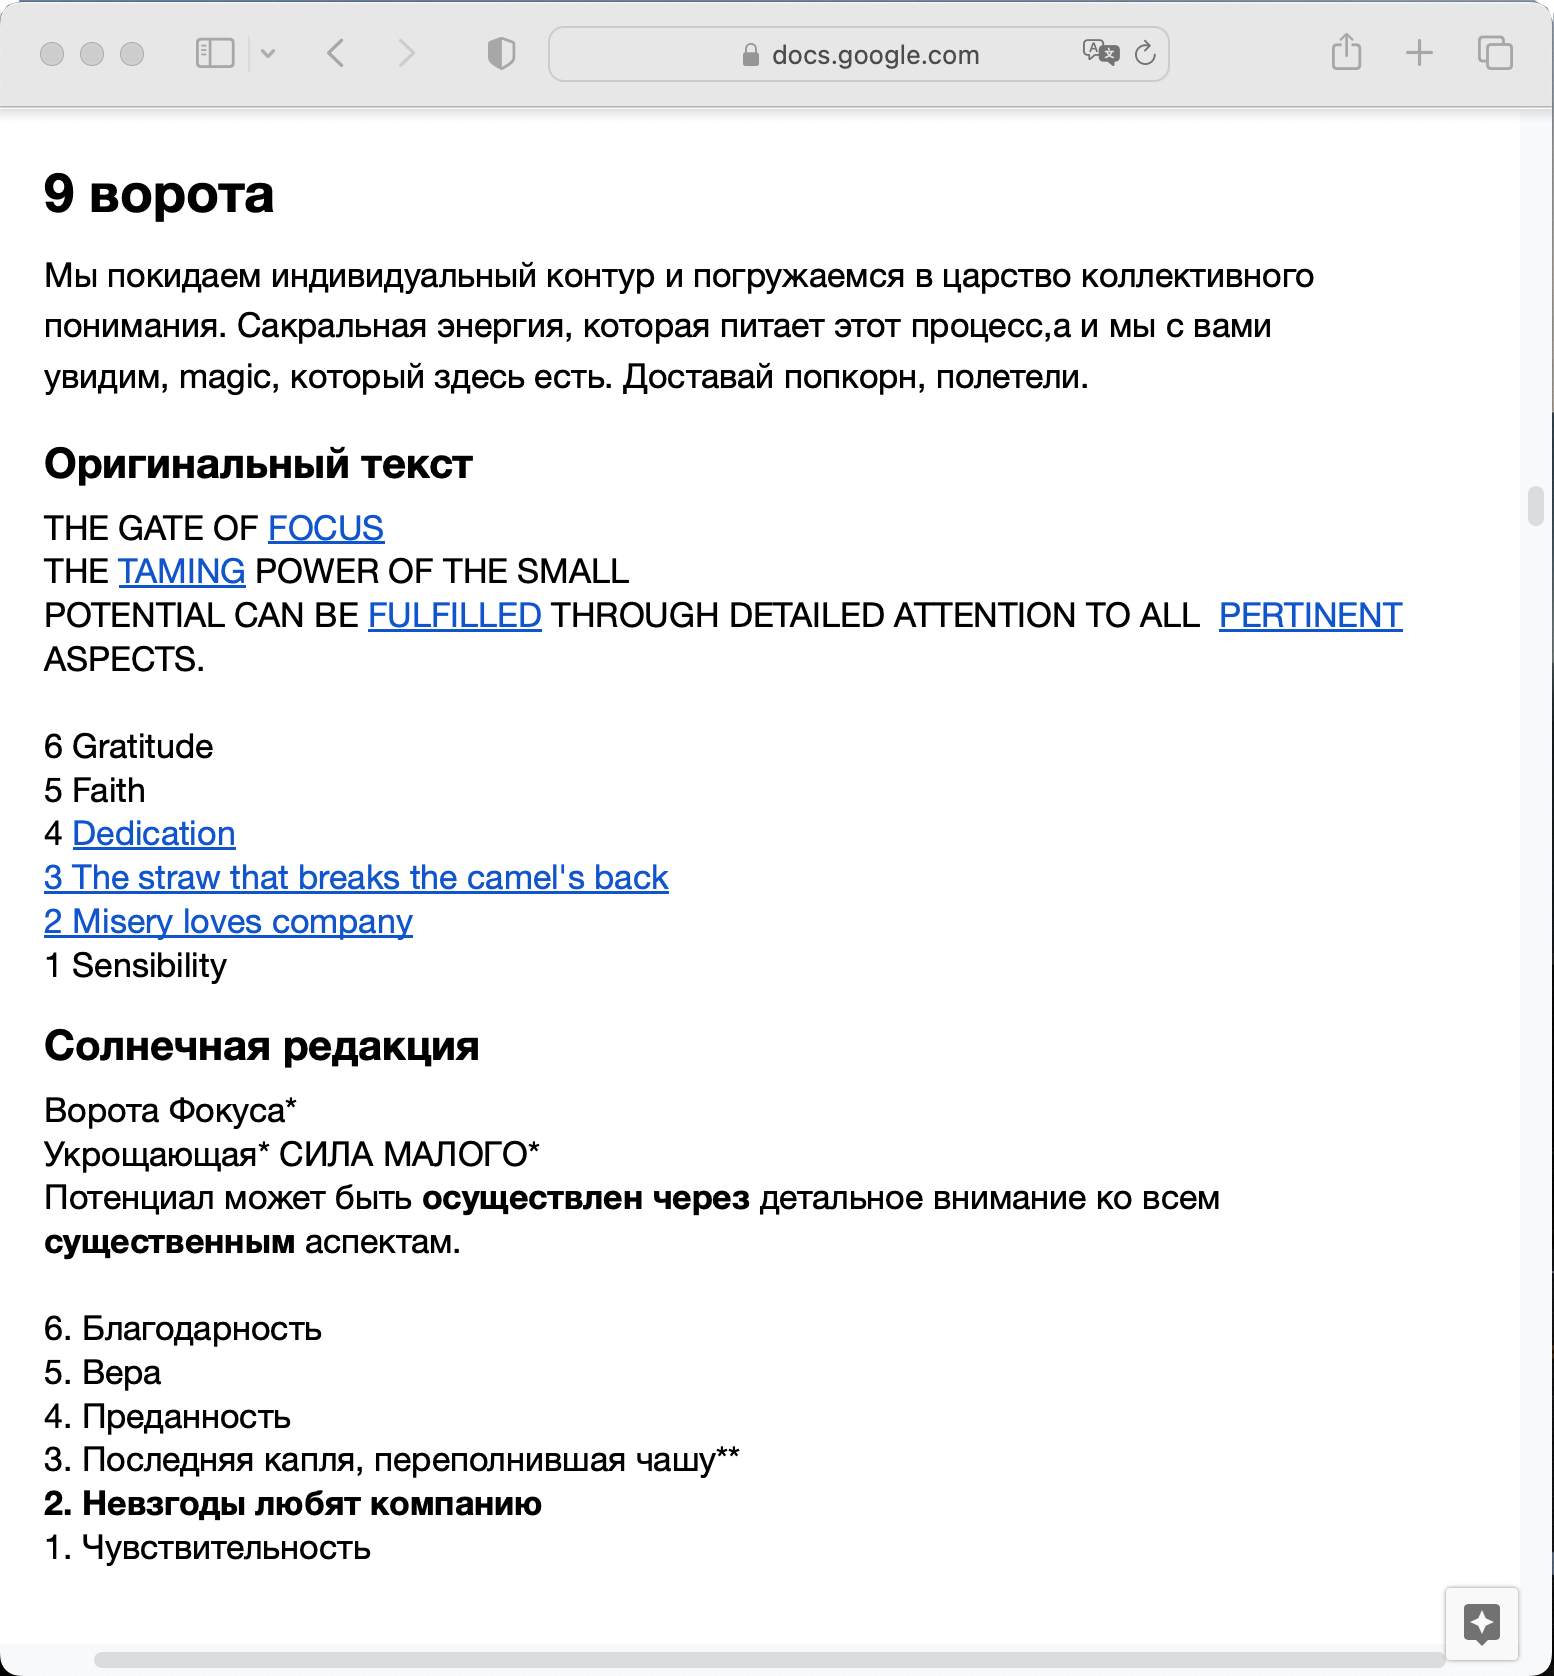 docs.google.com
9 ворота
Мы покидаем индивидуальный контур и погружаемся в царство коллективного
понимания. Сакральная энергия, которая питает этот процесс,а и мы с вами
увидим, magic, который здесь есть. Доставай попкорн, полетели.
Оригинальный текст
THE GATE OF FOCUS
THE TAMING POWER OF THE SMALL
POTENTIAL CAN BE FULFILLED THROUGH DETAILED ATTENTION TO ALL  PERTINENT
ASPECTS.
6 Gratitude
5 Faith
4 Dedication
3 The straw that breaks the camel's back
2 Misery loves company
1 Sensibility
Солнечная редакция
Ворота Фокуса*
Укрощающая* СИЛА МАЛОГО*
Потенциал может быть осуществлен через детальное внимание ко всем
существенным аспектам.
6. Благодарность
5. Вера
4. Преданность
3. Последняя капля, переполнившая чашу**
2. Невзгоды любят компанию
1. Чувствительность